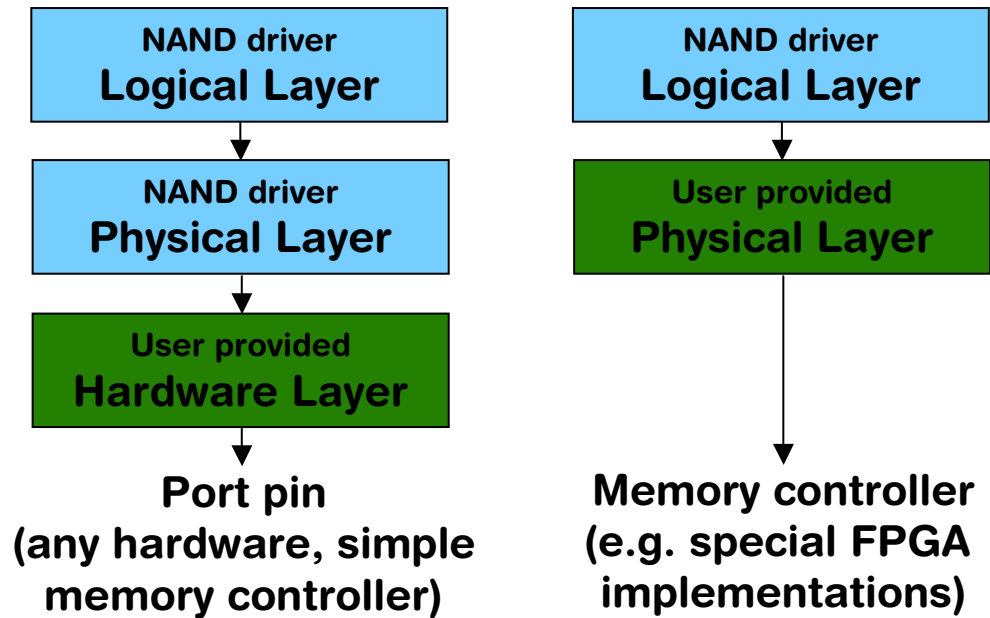 NAND driver
Logical Layer
NAND driver
Physical Layer
User provided
Hardware Layer
Port pin
(any hardware, simple
memory controller)
NAND driver
Logical Layer
User provided
Physical Layer
Memory controller
(e.g. special FPGA
implementations)